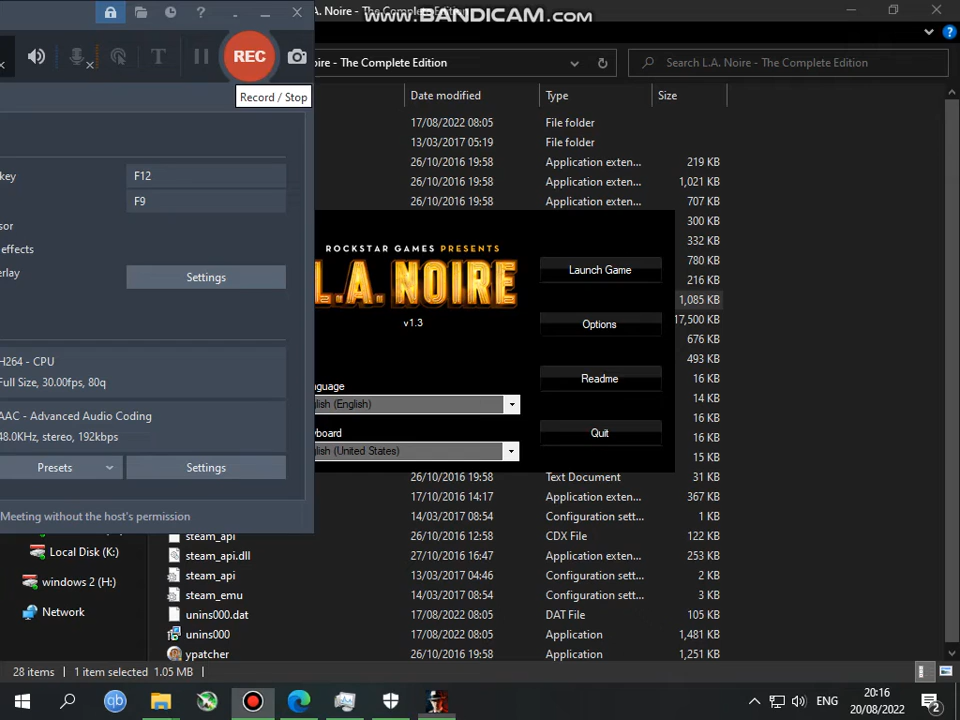 www.BANDICAM.com
.A. Noire - The Complete Edition
REC
T
Record / Stop
oire - The Complete Edition
Search L.A. Noire - The Complete Edition
Date modified
Type
Size
17/08/2022 08:05
File folder
13/03/2017 05:19
File folder
26/10/2016 19:58
Application exten...
219 KB
26/10/2016 19:58
Application exten...
1,021 KB
26/10/2016 19:58
Application exten...
707 KB
300 KB
332 KB
780 KB
216 KB
1,085 KB
17,500 KB
676 KB
493 KB
16 KB
14 KB
16 KB
16 KB
15 KB
key
F12
F9
sor
effects
erlay
Settings
H264 - CPU
Full Size, 30.00fps, 80q
AAC - Advanced Audio Coding
48.0KHz, stereo, 192kbps
Presets
Settings
Meeting without the host's permission
ROCKSTAR GAMES PRESENTS
L.A. NOIRE
v1.3
nguage
glish (English)
yboard
glish (United States)
Launch Game
Options
Readme
Quit
26/10/2016 19:58
Text Document
31 KB
17/10/2016 14:17
Application exten...
367 KB
14/03/2017 08:54
Configuration sett...
1 KB
steam_api
26/10/2016 12:58
CDX File
122 KB
steam_api.dll
27/10/2016 16:47
Application exten...
253 KB
steam_api
13/03/2017 04:46
Configuration sett...
2 KB
steam_emu
14/03/2017 08:54
Configuration sett...
3 KB
unins000.dat
17/08/2022 08:05
DAT File
105 KB
unins000
17/08/2022 08:05
Application
1,481 KB
ypatcher
26/10/2016 19:58
Application
1,251 KB
Local Disk (K:)
windows 2 (H:)
Network
28 items
1 item selected 1.05 MB
qb
ENG
20:16
20/08/2022
2